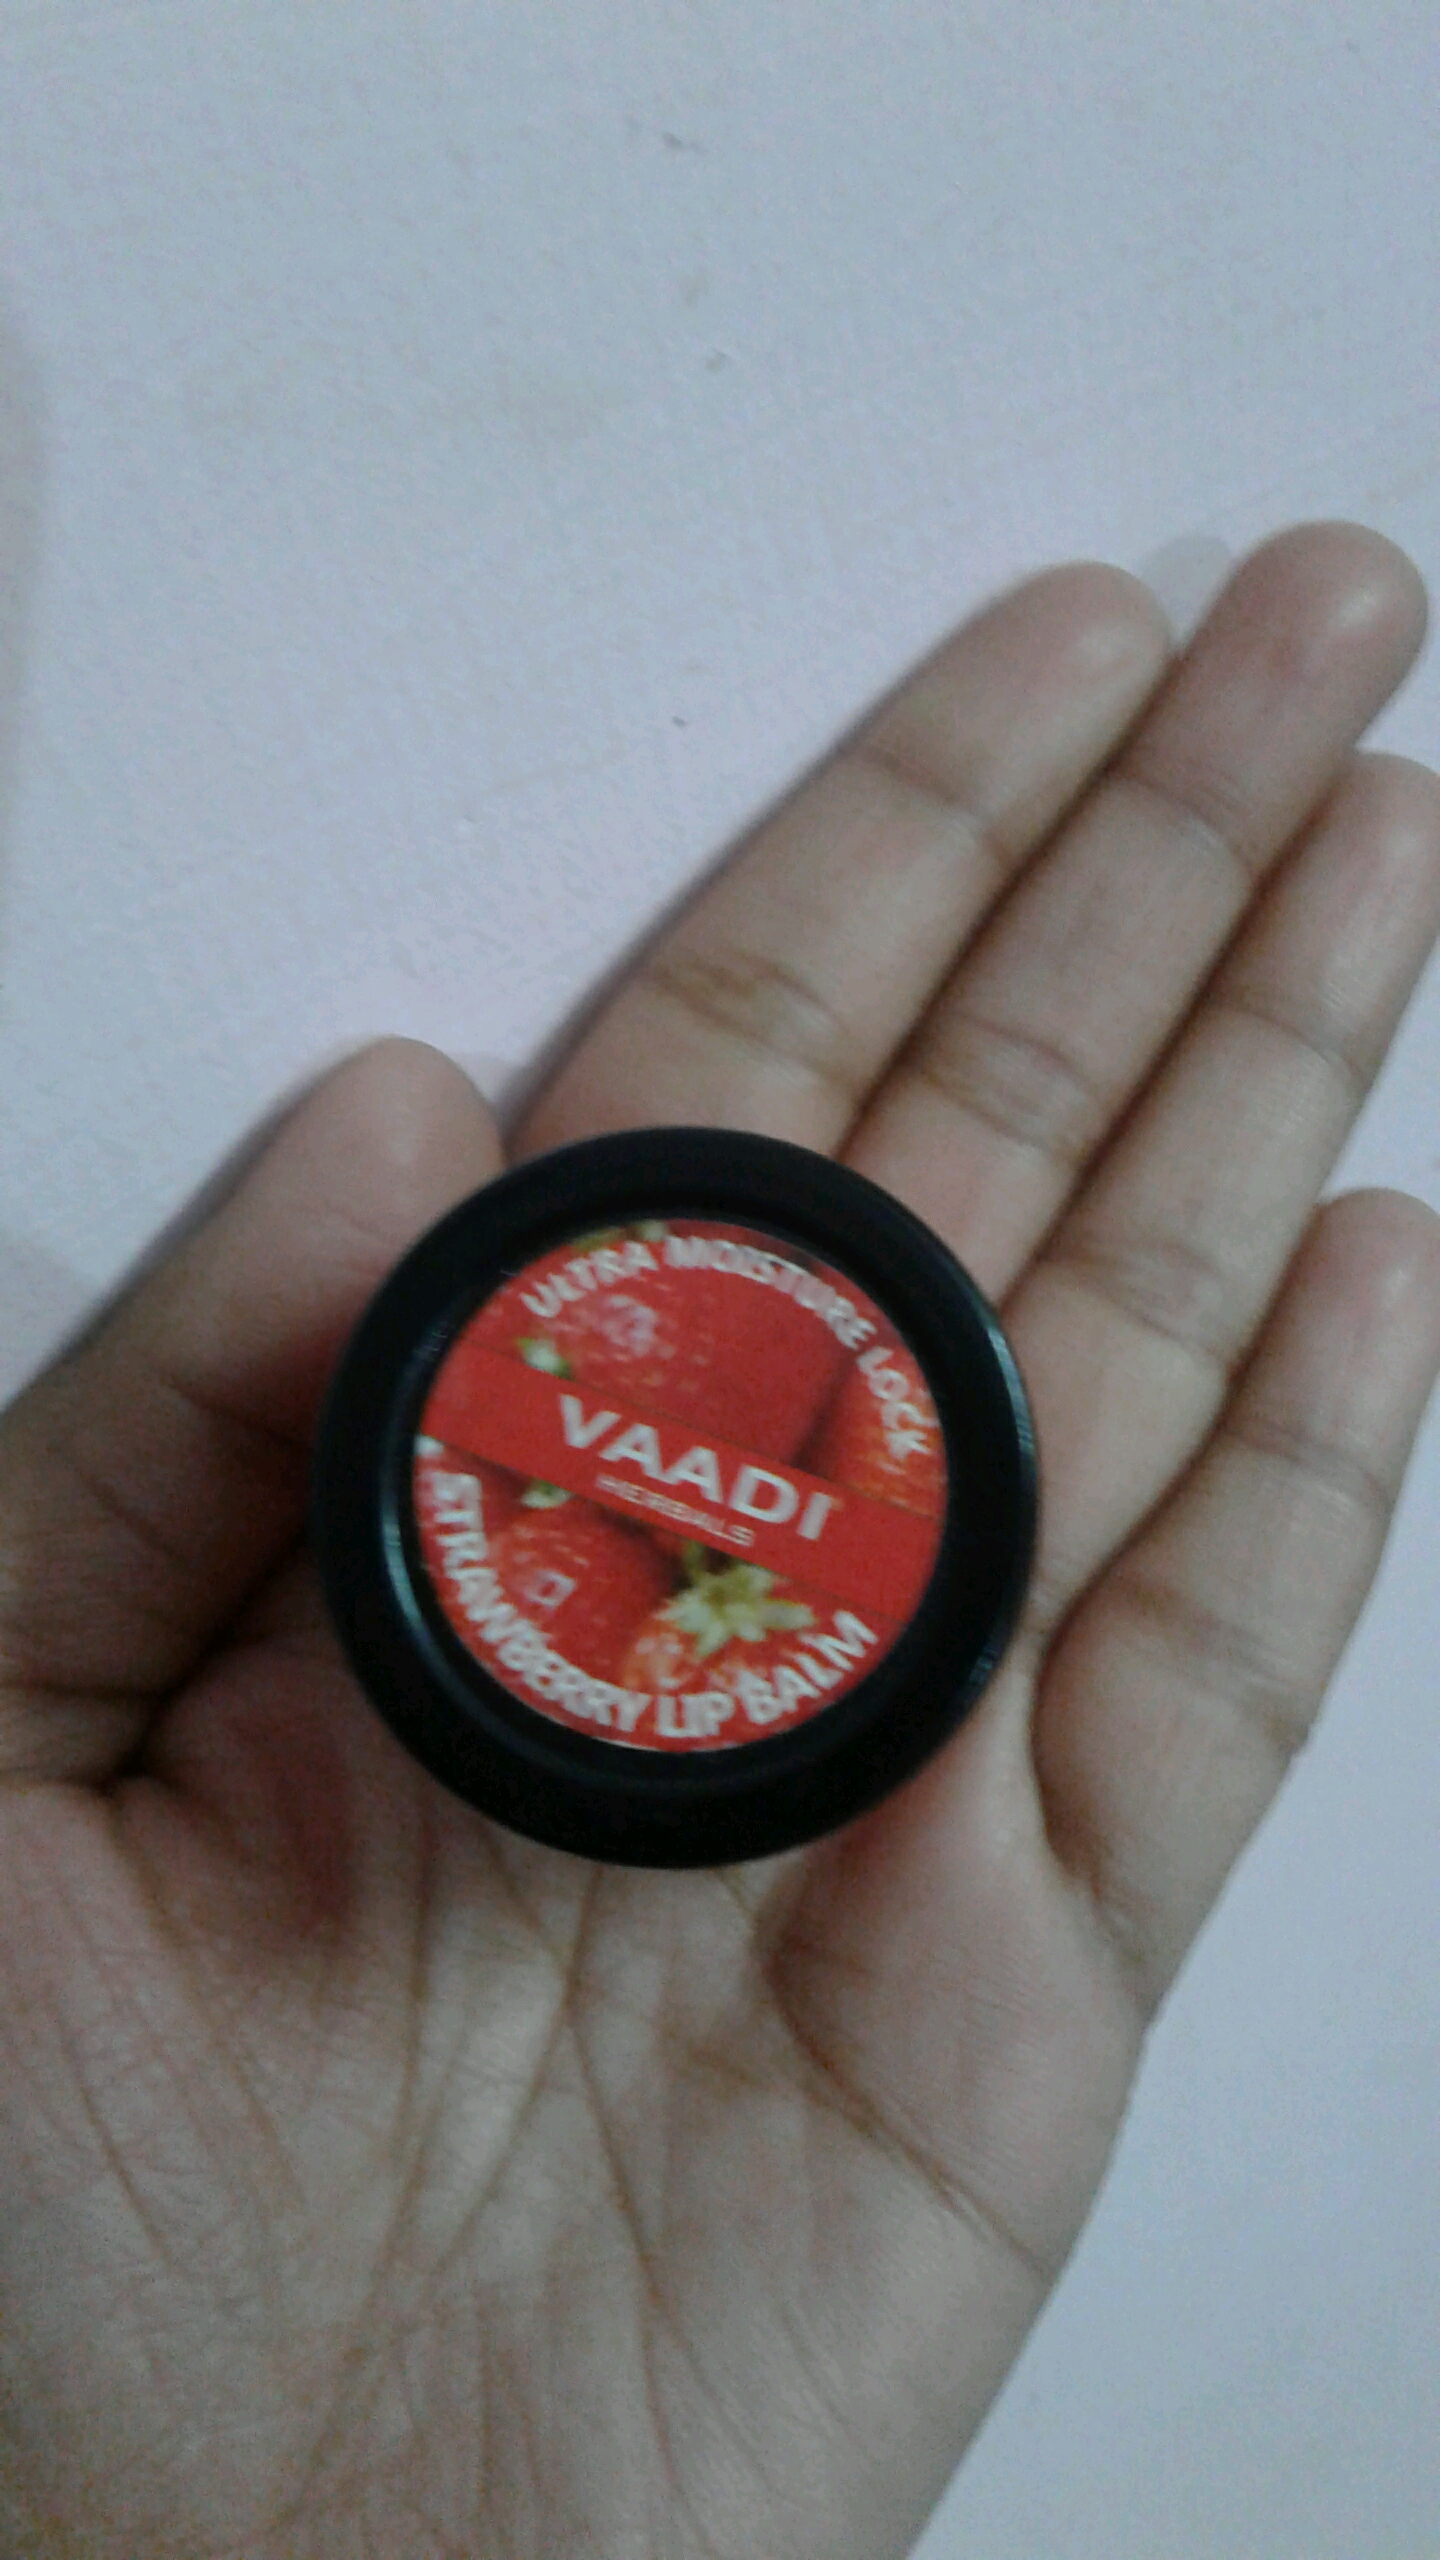 ULTRA MOISTURE LOCK
VAADI
HERBALS
STRAWBERRY LIP BALM